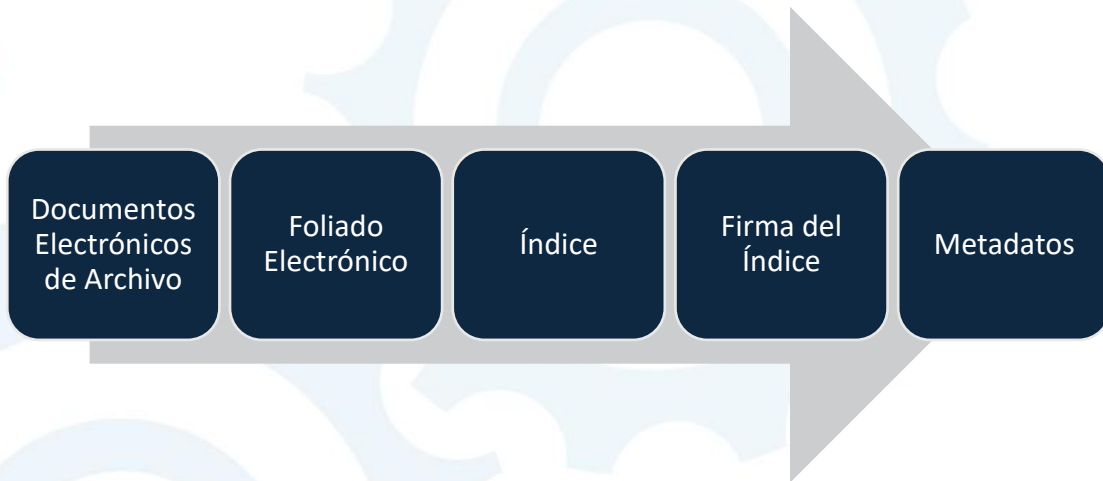 Documentos
Electrónicos
de Archivo
Foliado
Electrónico
Índice
Firma del
Índice
Metadatos